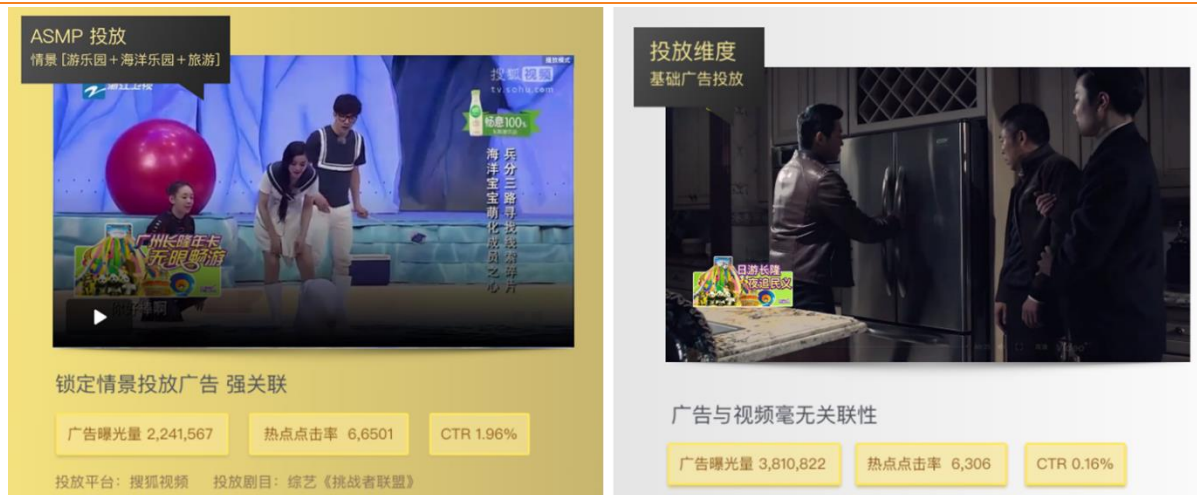 ASMP 投放
情景 [游乐园+海洋乐园+旅游]
播放模式
搜狐视频
tv.sohu.com
畅意100%
兵分三路寻找线索碎片
海洋宝宝萌化成员之心
广州长隆年卡
无限畅游
锁定情景投放广告 强关联
广告曝光量 2,241,567
热点点击率 6,6501
CTR 1.96%
投放平台：搜狐视频 投放剧目：综艺《挑战者联盟》
投放维度
基础广告投放
日游长隆
夜追民义
广告与视频毫无关联性
广告曝光量 3,810,822
热点点击率 6,306
CTR 0.16%